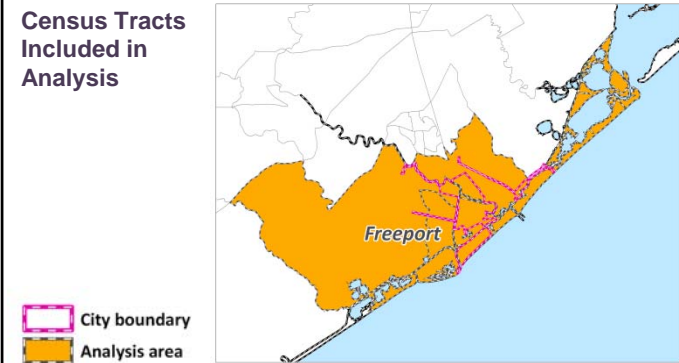 Census Tracts
Included in
Analysis
Freeport
City boundary
Analysis area